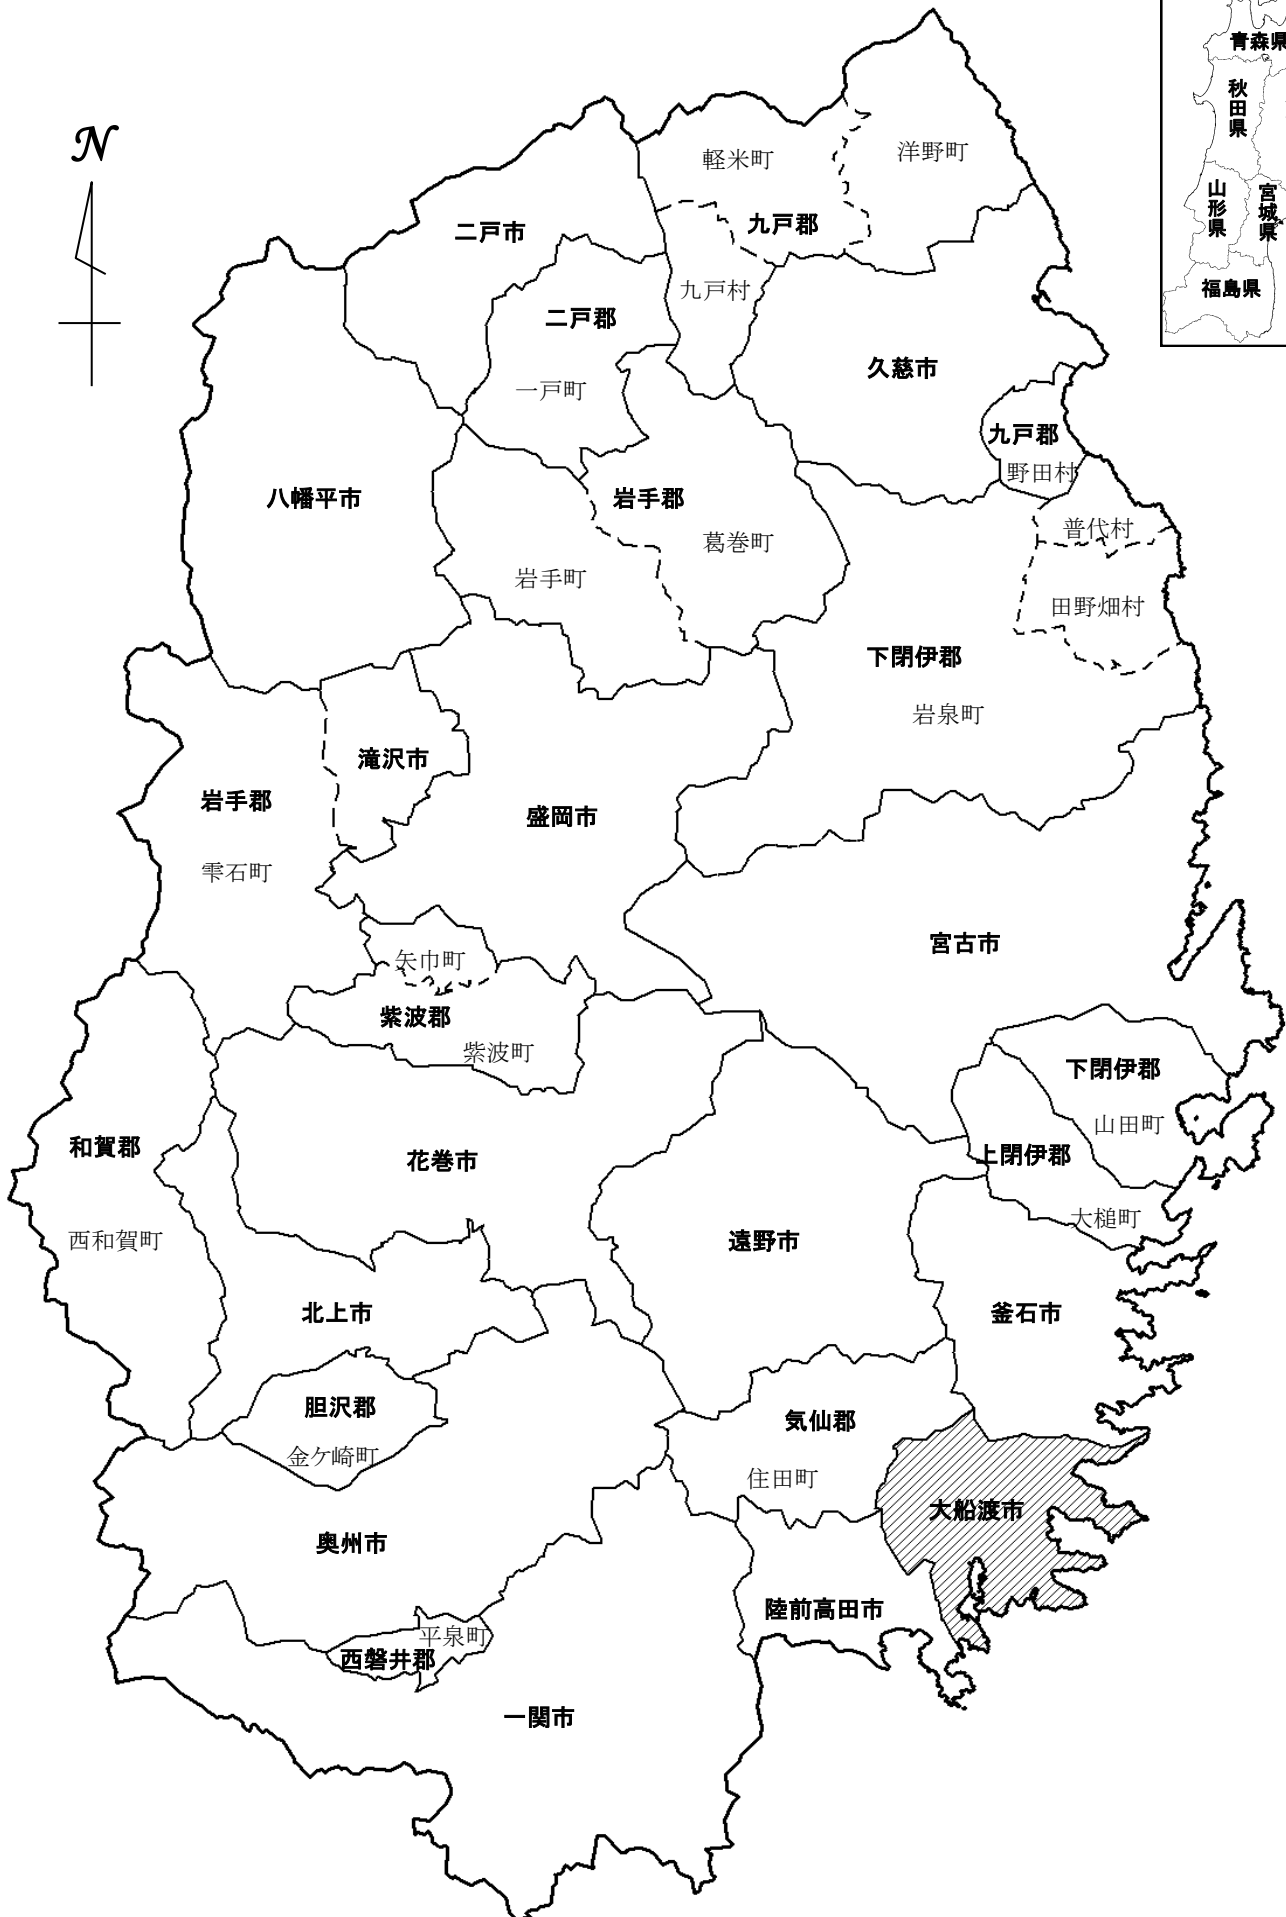 N
青森県
秋田県
山形県
宮城県
福島県
軽米町
洋野町
九戸郡
二戸市
九戸村
二戸郡
一戸町
久慈市
九戸郡
野田村
八幡平市
岩手郡
葛巻町
岩手町
普代村
田野畑村
下閉伊郡
岩泉町
滝沢市
岩手郡
雫石町
盛岡市
宮古市
矢巾町
紫波郡
紫波町
下閉伊郡
山田町
上閉伊郡
大槌町
和賀郡
西和賀町
花巻市
遠野市
北上市
釜石市
胆沢郡
金ケ崎町
気仙郡
住田町
大船渡市
奥州市
陸前高田市
平泉町
西磐井郡
一関市